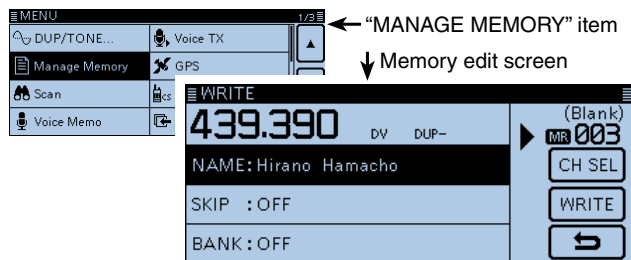 MENU 1/3
← “MANAGE MEMORY” item
DUP/TONE... Voice TX
Manage Memory GPS
Scan CS
Voice Memo
Memory edit screen
WRITE
439.390 DV DUP-
(Blank)
MR 003
NAME:Hirano Hamacho
CH SEL
SKIP :OFF
WRITE
BANK:OFF